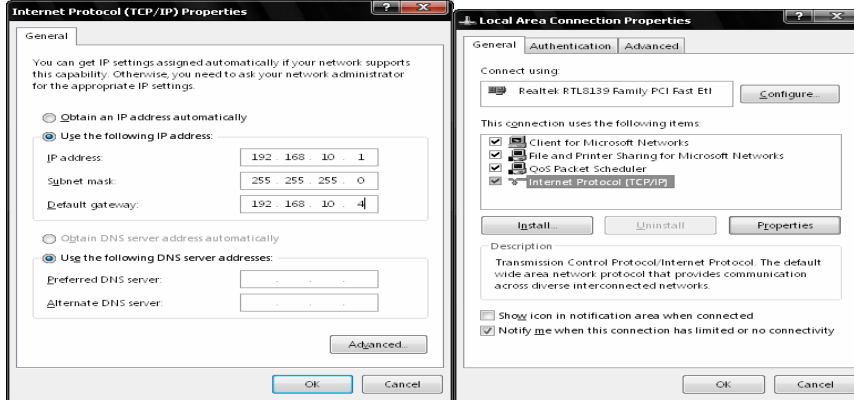 Internet Protocol (TCP/IP) Properties
General
You can get IP settings assigned automatically if your network supports
this capability. Otherwise, you need to ask your network administrator
for the appropriate IP settings.
Obtain an IP address automatically
Use the following IP address:
IP address: 192 . 168 . 10 . 1
Subnet mask: 255 . 255 . 255 . 0
Default gateway: 192 . 168 . 10 . 4
Obtain DNS server address automatically
Use the following DNS server addresses:
Preferred DNS server: . . .
Alternate DNS server: . . .
Advanced...
OK Cancel
Local Area Connection Properties
General Authentication Advanced
Connect using:
Realtek RTL8139 Family PCI Fast Etl
Configure...
This connection uses the following items:
Client for Microsoft Networks
File and Printer Sharing for Microsoft Networks
QoS Packet Scheduler
Internet Protocol (TCP/IP)
Install... Uninstall Properties
Description
Transmission Control Protocol/Internet Protocol. The default
wide area network protocol that provides communication
across diverse interconnected networks.
Show icon in notification area when connected
Notify me when this connection has limited or no connectivity
OK Cancel